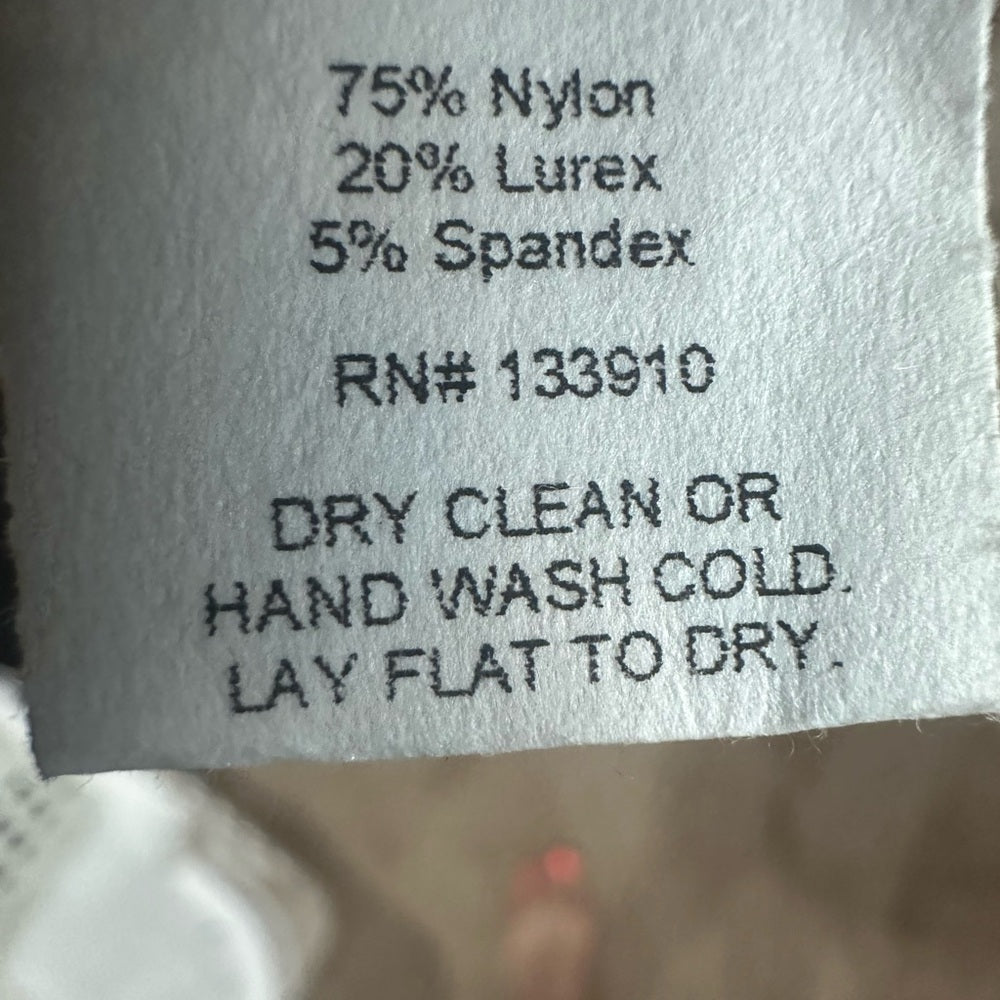 75% Nylon
20% Lurex
5% Spandex
RN# 133910
DRY CLEAN OR
HAND WASH COLD.
LAY FLAT TO DRY.